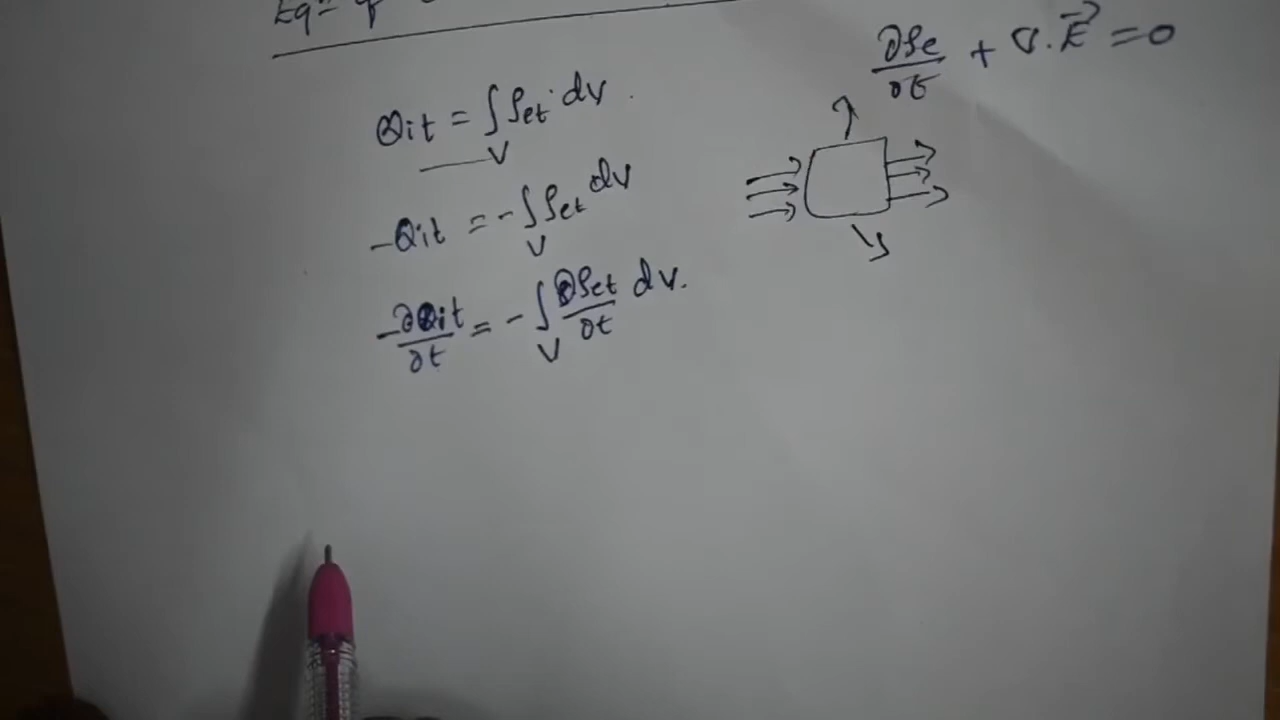 ∂ρe/∂t + ∇.E⃗ = 0
Qit = ∫V ρet . dv .
-Qit = -∫V ρet dv
-∂Qit/∂t = -∫V ∂ρet/∂t dv.